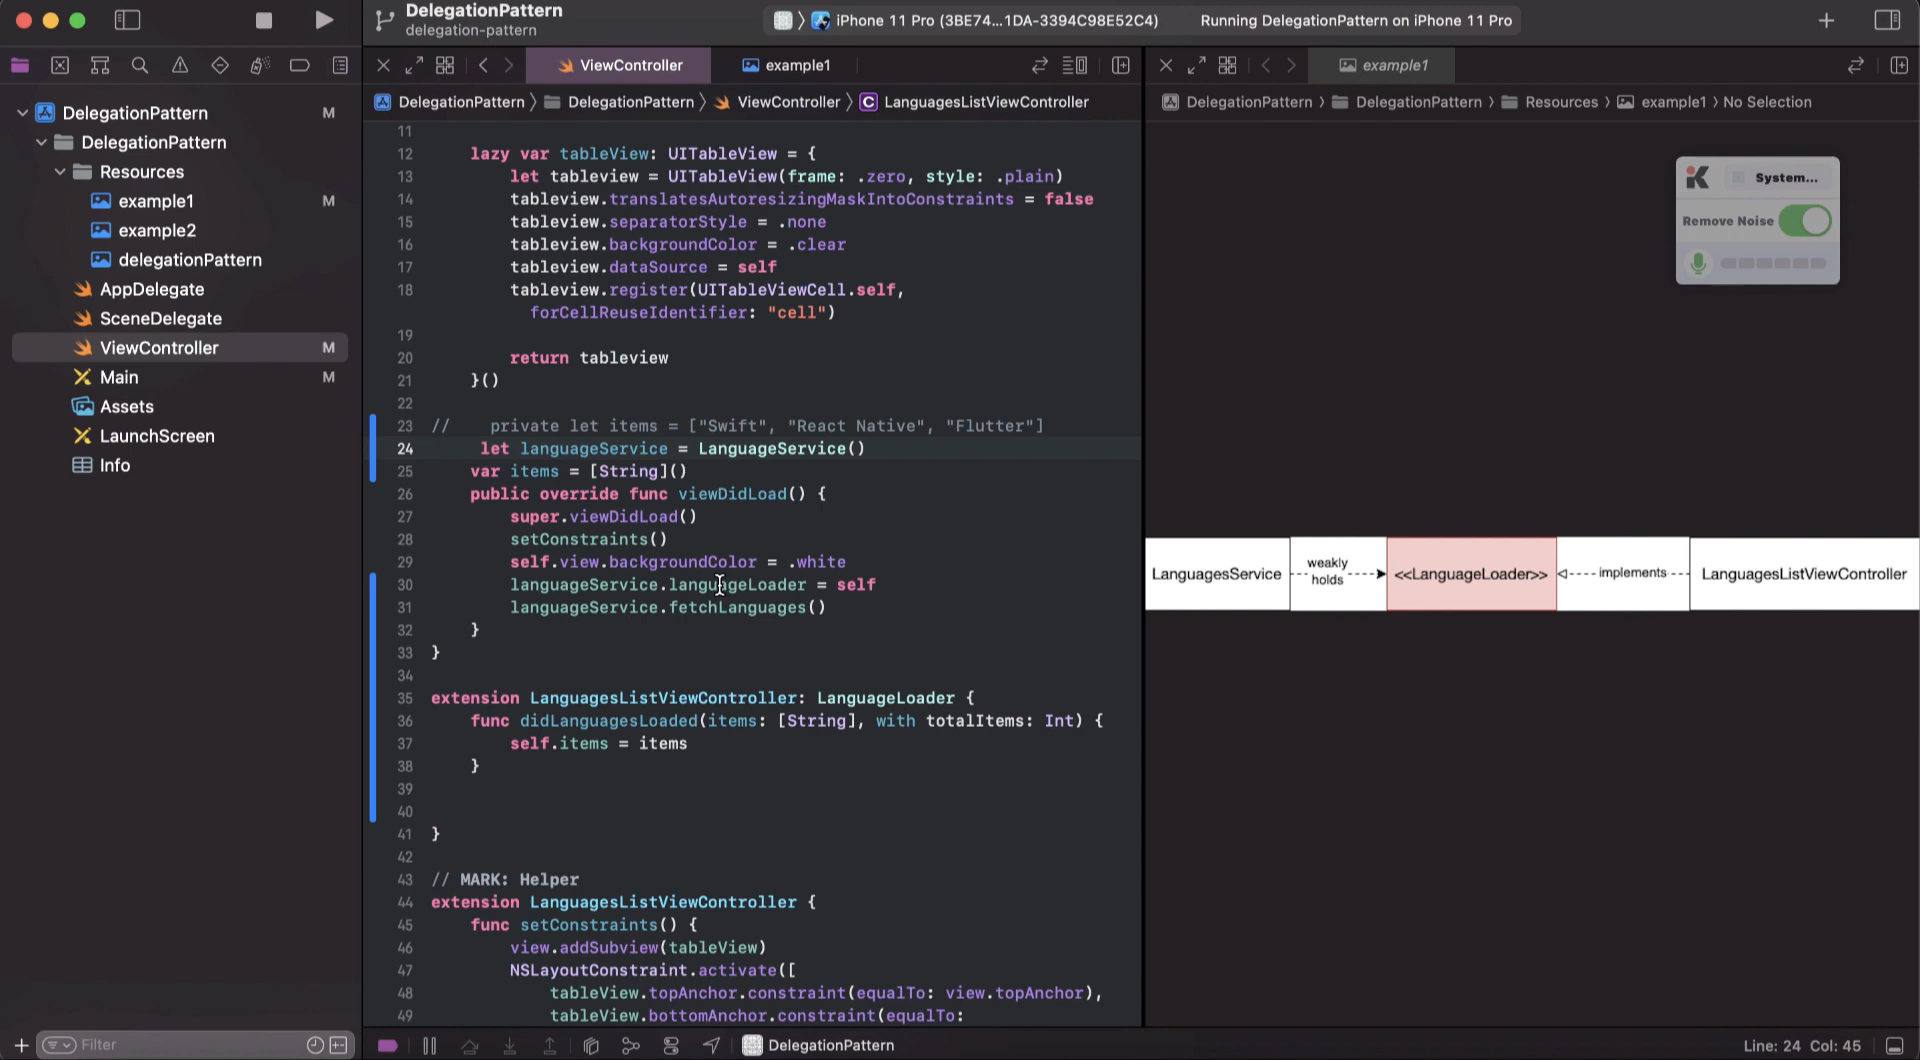 DelegationPattern
delegation-pattern
iPhone 11 Pro (3BE74...1DA-3394C98E52C4)
Running DelegationPattern on iPhone 11 Pro
ViewController
example1
example1
DelegationPattern M
DelegationPattern
Resources
example1 M
example2
delegationPattern
AppDelegate
SceneDelegate
ViewController M
Main M
Assets
LaunchScreen
Info
Filter
DelegationPattern 〉 DelegationPattern 〉 ViewController 〉 C LanguagesListViewController
11
12 lazy var tableView: UITableView = {
13 let tableview = UITableView(frame: .zero, style: .plain)
14 tableview.translatesAutoresizingMaskIntoConstraints = false
15 tableview.separatorStyle = .none
16 tableview.backgroundColor = .clear
17 tableview.dataSource = self
18 tableview.register(UITableViewCell.self,
forCellReuseIdentifier: "cell")
19
20 return tableview
21 }()
22
23 // private let items = ["Swift", "React Native", "Flutter"]
24 let languageService = LanguageService()
25 var items = [String]()
26 public override func viewDidLoad() {
27 super.viewDidLoad()
28 setConstraints()
29 self.view.backgroundColor = .white
30 languageService.languageLoader = self
31 languageService.fetchLanguages()
32 }
33 }
34
35 extension LanguagesListViewController: LanguageLoader {
36 func didLanguagesLoaded(items: [String], with totalItems: Int) {
37 self.items = items
38 }
39
40
41 }
42
43 // MARK: Helper
44 extension LanguagesListViewController {
45 func setConstraints() {
46 view.addSubview(tableView)
47 NSLayoutConstraint.activate([
48 tableView.topAnchor.constraint(equalTo: view.topAnchor),
49 tableView.bottomAnchor.constraint(equalTo:
DelegationPattern
DelegationPattern 〉 DelegationPattern 〉 Resources 〉 example1 〉 No Selection
System...
Remove Noise
LanguagesService
weakly
holds
<<LanguageLoader>>
implements
LanguagesListViewController
Line: 24 Col: 45